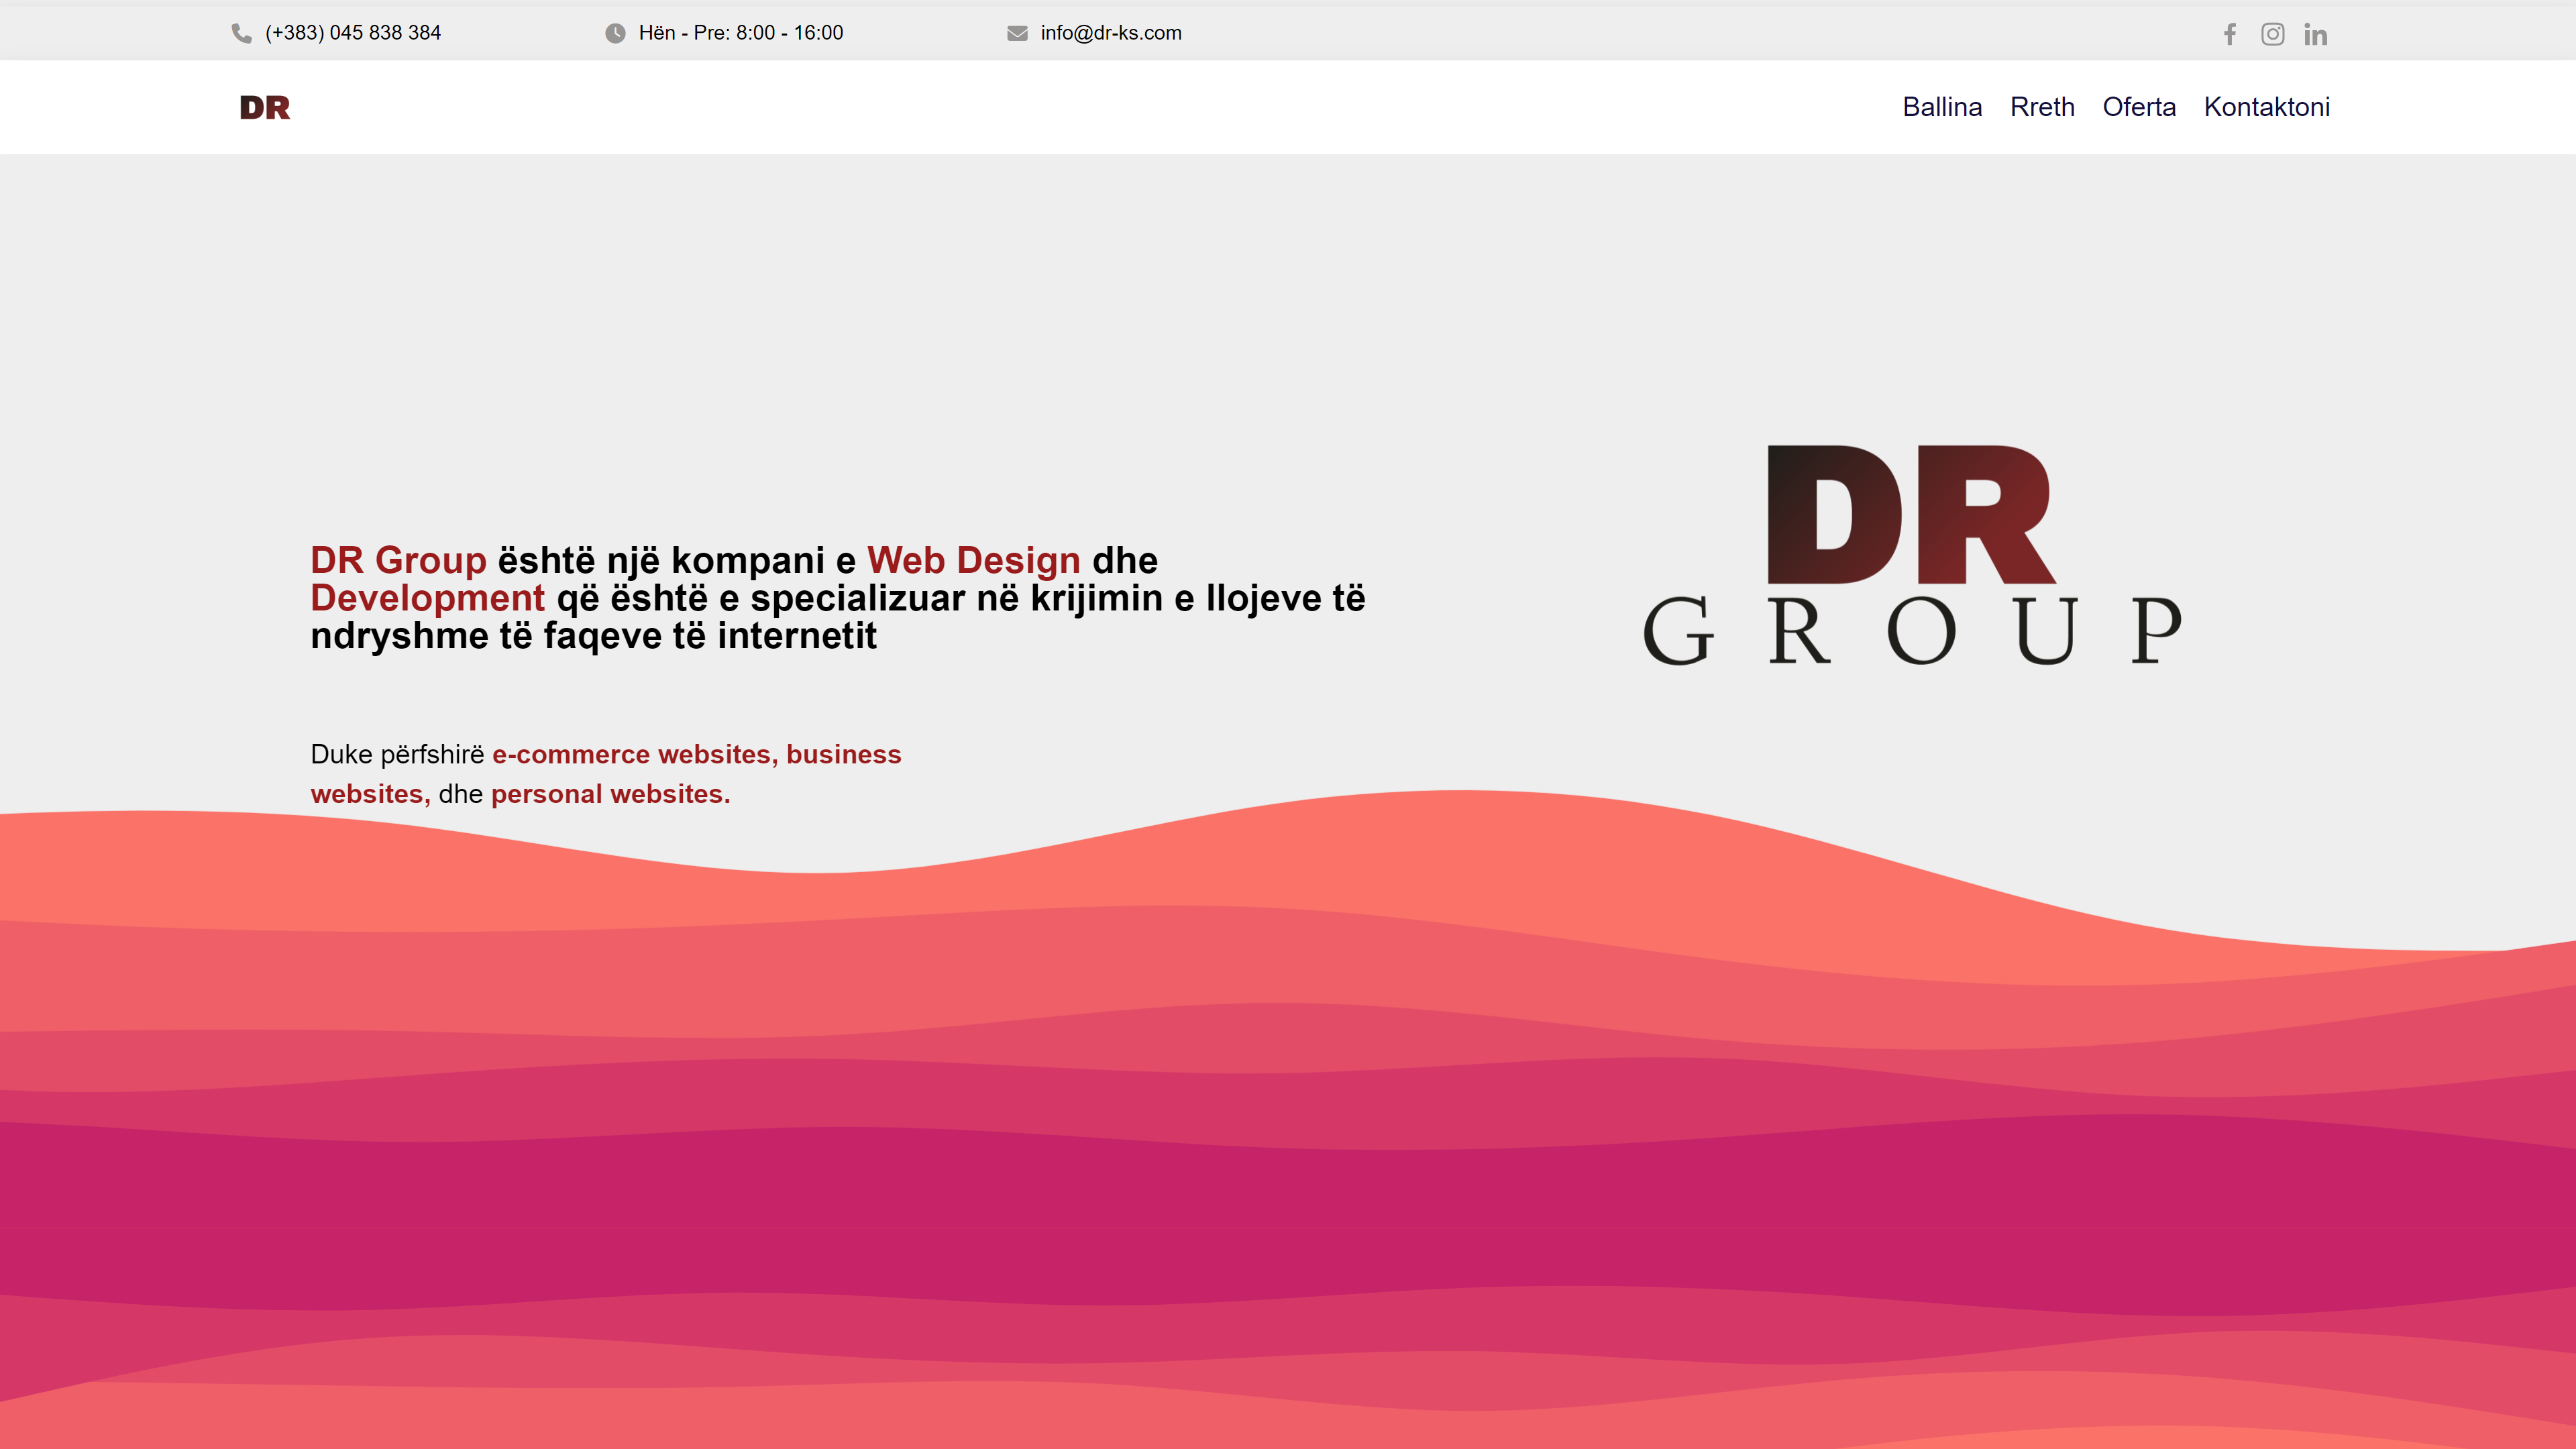 (+383) 045 838 384
Hën - Pre: 8:00 - 16:00
info@dr-ks.com
DR
Ballina
Rreth
Oferta
Kontaktoni
DR Group është një kompani e Web Design dhe
Development që është e specializuar në krijimin e llojeve të
ndryshme të faqeve të internetit
Duke përfshirë e-commerce websites, business
websites, dhe personal websites.
DR
GROUP